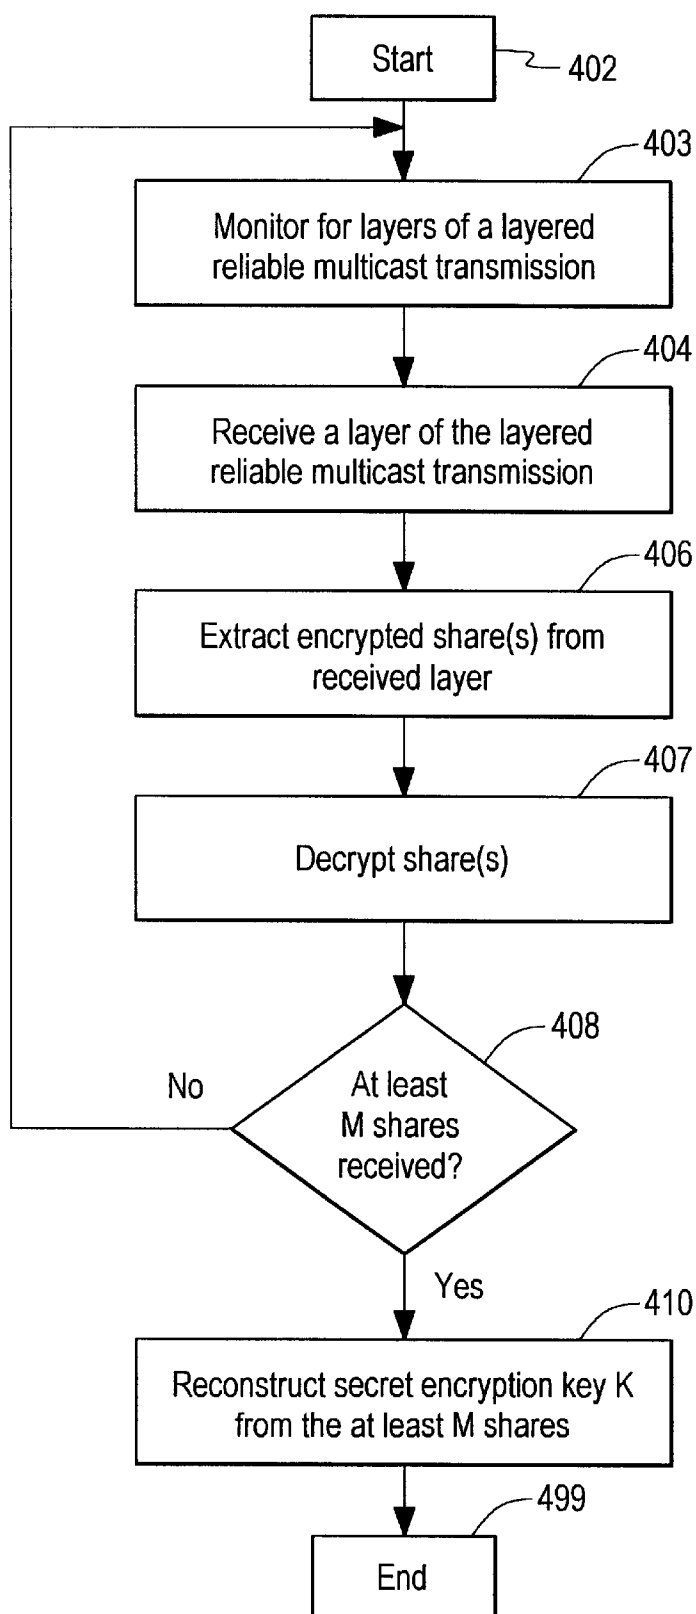 Start
402
403
Monitor for layers of a layered
reliable multicast transmission
404
Receive a layer of the layered
reliable multicast transmission
406
Extract encrypted share(s) from
received layer
407
Decrypt share(s)
408
At least
M shares
received?
No
Yes
410
Reconstruct secret encryption key K
from the at least M shares
499
End